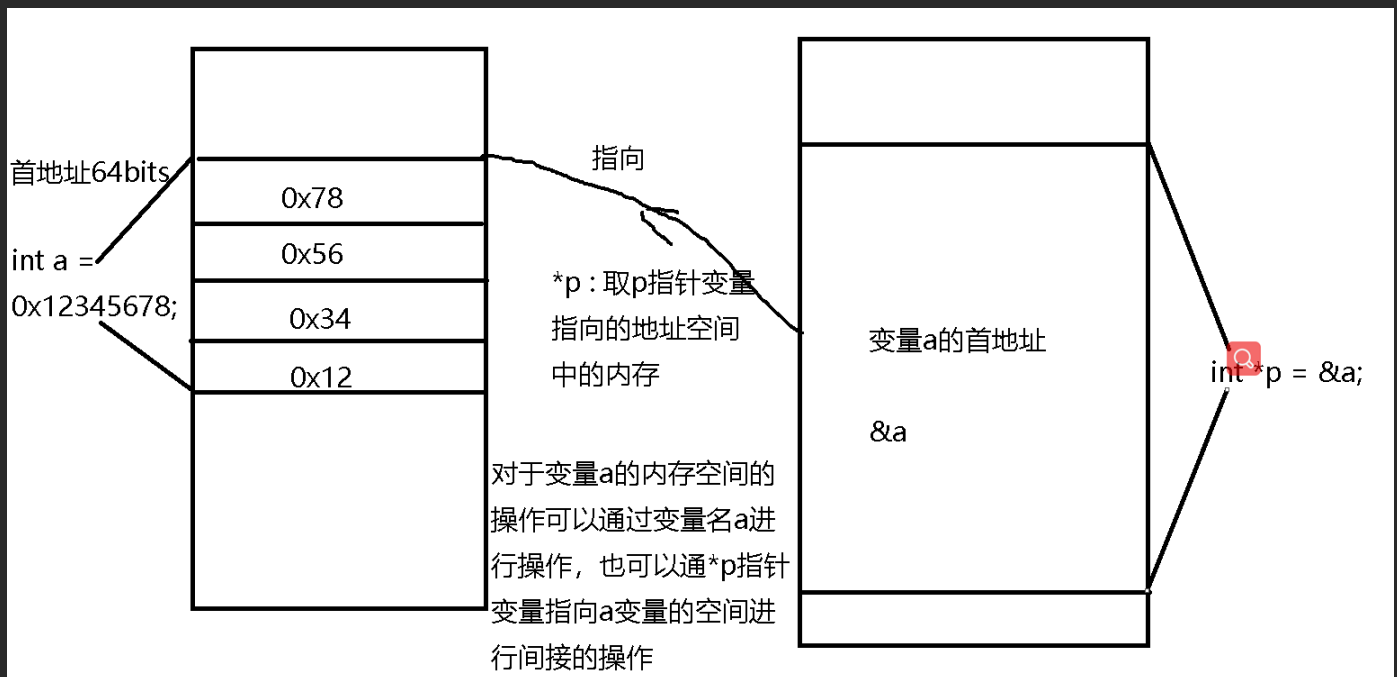 首地址64bits
int a =
0x12345678;
0x78
0x56
0x34
0x12
指向
*p : 取p指针变量
指向的地址空间
中的内存
对于变量a的内存空间的
操作可以通过变量名a进
行操作，也可以通*p指针
变量指向a变量的空间进
行间接的操作
变量a的首地址
&a
int *p = &a;